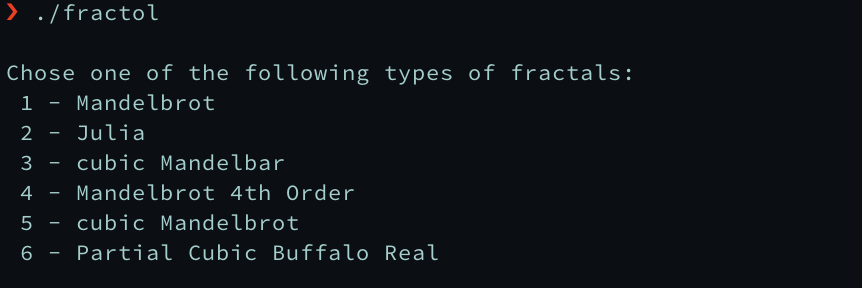 ❯ ./fractol
Chose one of the following types of fractals:
1 - Mandelbrot
2 - Julia
3 - cubic Mandelbar
4 - Mandelbrot 4th Order
5 - cubic Mandelbrot
6 - Partial Cubic Buffalo Real